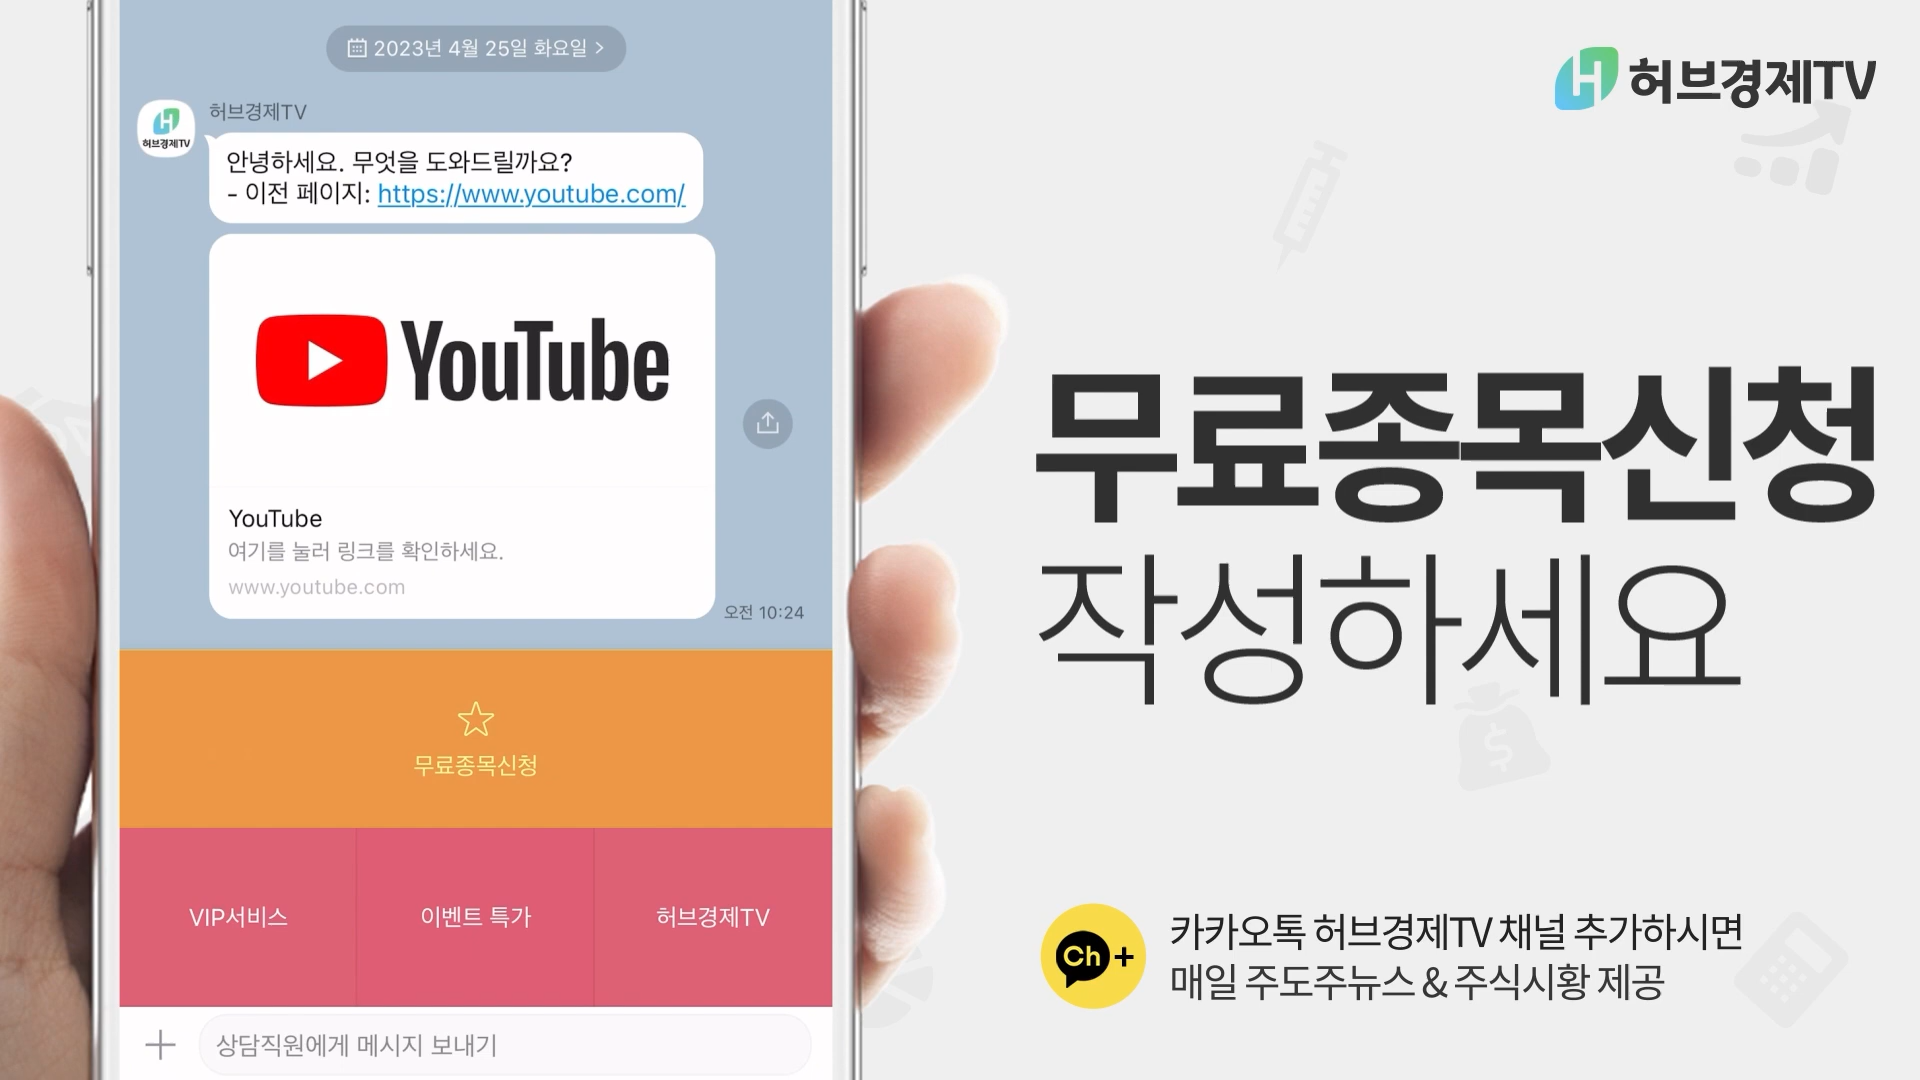 2023년 4월 25일 화요일 >
허브경제TV
허브경제TV
안녕하세요. 무엇을 도와드릴까요?
- 이전 페이지: https://www.youtube.com/
YouTube
YouTube
여기를 눌러 링크를 확인하세요.
www.youtube.com
오전 10:24
무료종목신청
VIP서비스
이벤트 특가
허브경제TV
상담직원에게 메시지 보내기
H 허브경제TV
무료종목신청
작성하세요
Ch+
카카오톡 허브경제TV 채널 추가하시면
매일 주도주뉴스 & 주식시황 제공